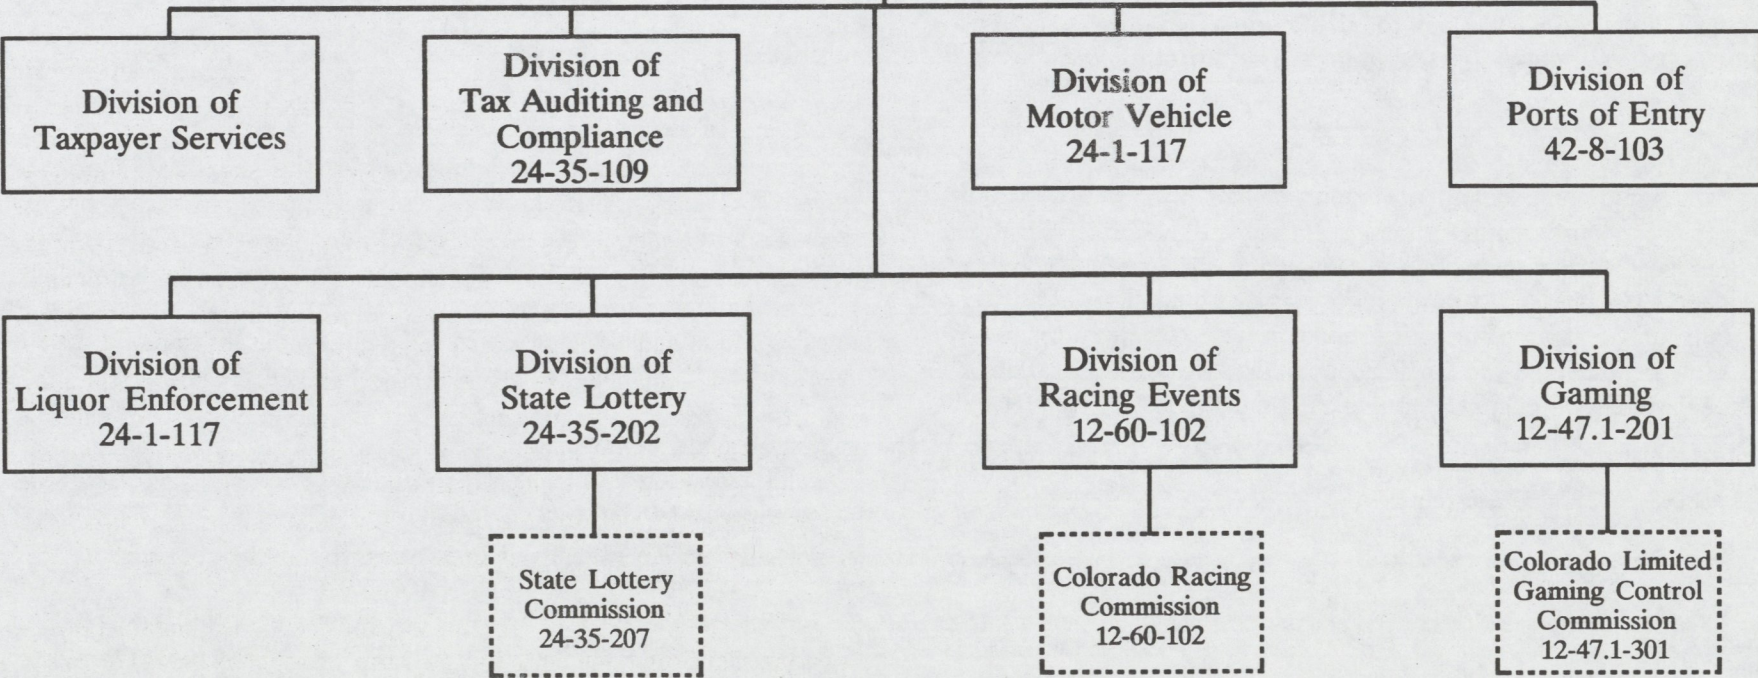 Division of
Taxpayer Services
Division of
Tax Auditing and
Compliance
24-35-109
Division of
Motor Vehicle
24-1-117
Division of
Ports of Entry
42-8-103
Division of
Liquor Enforcement
24-1-117
Division of
State Lottery
24-35-202
Division of
Racing Events
12-60-102
Division of
Gaming
12-47.1-201
State Lottery
Commission
24-35-207
Colorado Racing
Commission
12-60-102
Colorado Limited
Gaming Control
Commission
12-47.1-301